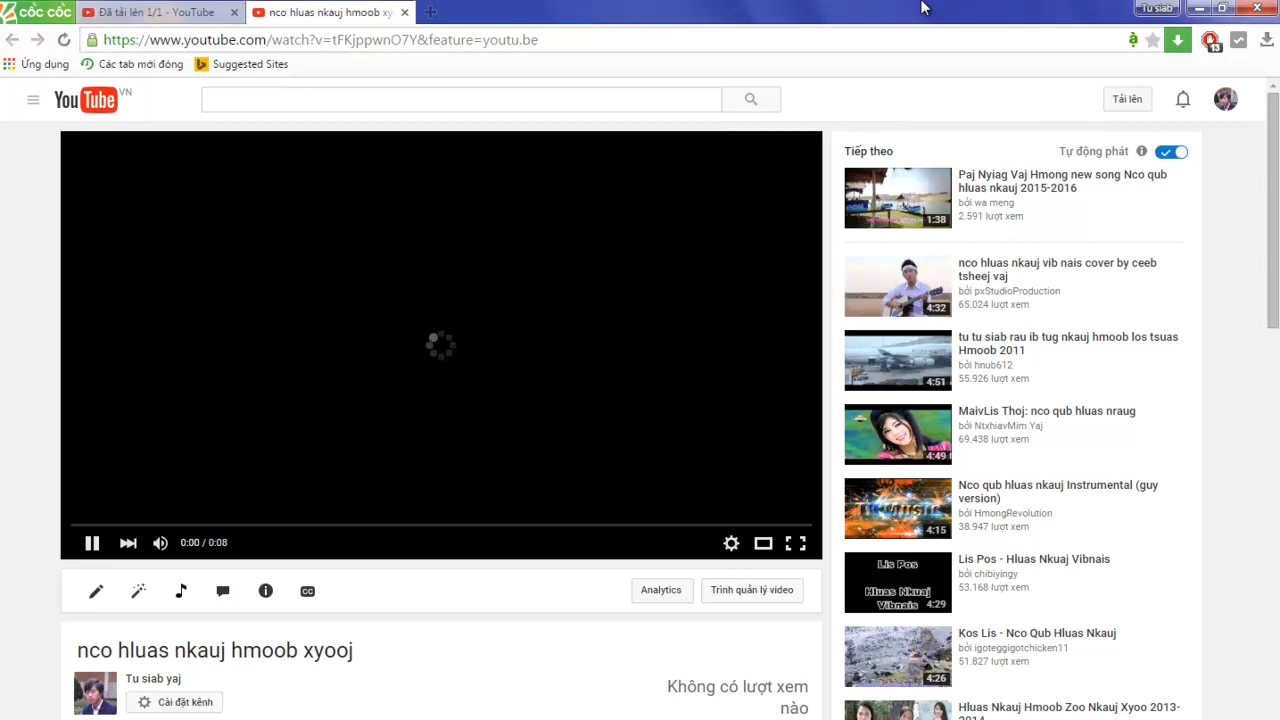 cốc cốc
Đã tải lên 1/1 - YouTube
nco hluas nkauj hmoob xy
Tu siab
https://www.youtube.com/watch?v=tFKjppwnO7Y&feature=youtu.be
13
Ứng dụng
Các tab mới đóng
Suggested Sites
YouTube VN
Tải lên
Tiếp theo
Tự động phát
Paj Nyiag Vaj Hmong new song Nco qub
hluas nkauj 2015-2016
bởi wa meng
2.591 lượt xem
1:38
nco hluas nkauj vib nais cover by ceeb
tsheej vaj
bởi pxStudioProduction
65.024 lượt xem
4:32
tu tu siab rau ib tug nkauj hmoob los tsuas
Hmoob 2011
bởi hnub612
55.926 lượt xem
4:51
MaivLis Thoj: nco qub hluas nraug
bởi NtxhiavMim Yaj
69.438 lượt xem
4:49
Nco qub hluas nkauj Instrumental (guy
version)
bởi HmongRevolution
38.947 lượt xem
4:15
Lis Pos - Hluas Nkuaj Vibnais
bởi chibiyingy
53.168 lượt xem
Lis Pos
Hluas Nkuaj
Vibnais
4:29
Kos Lis - Nco Qub Hluas Nkauj
bởi igoteggigotchicken11
51.827 lượt xem
4:26
Hluas Nkauj Hmoob Zoo Nkauj Xyoo 2013-
2014
0:00 / 0:08
CC
Analytics
Trình quản lý video
nco hluas nkauj hmoob xyooj
Tu siab yaj
Cài đặt kênh
Không có lượt xem
nào